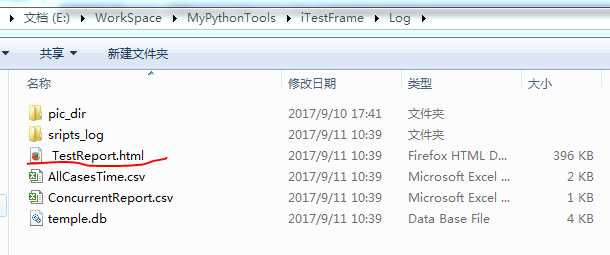 文档 (E:) ▸ WorkSpace ▸ MyPythonTools ▸ iTestFrame ▸ Log ▸
共享 ▼ 新建文件夹
名称 修改日期 类型 大小
pic_dir 2017/9/10 17:41 文件夹
sripts_log 2017/9/11 10:39 文件夹
_TestReport.html 2017/9/11 10:39 Firefox HTML D... 396 KB
AllCasesTime.csv 2017/9/11 10:39 Microsoft Excel ... 2 KB
ConcurrentReport.csv 2017/9/11 10:39 Microsoft Excel ... 1 KB
temple.db 2017/9/11 10:39 Data Base File 4 KB